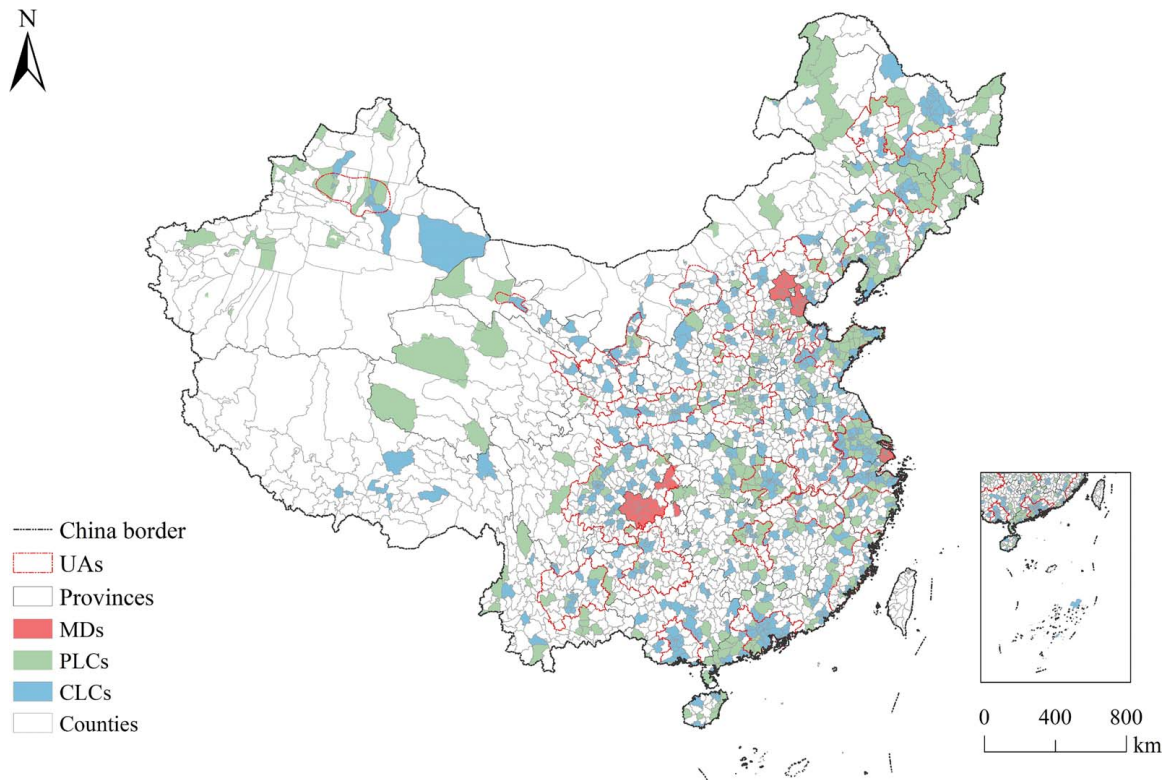 N
China border
UAs
Provinces
MDs
PLCs
CLCs
Counties
0 400 800
km